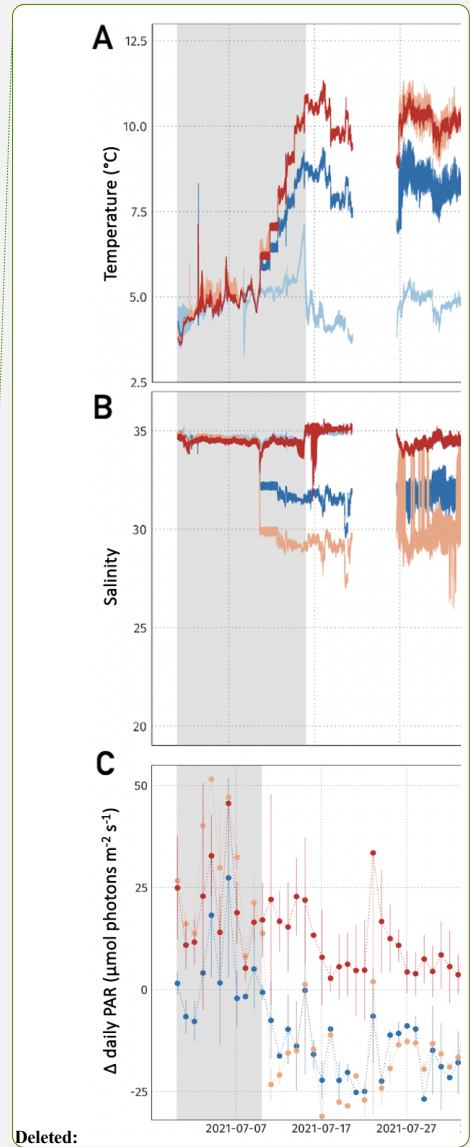 A
12.5
10.0
7.5
5.0
2.5
Temperature (°C)
B
35
30
25
20
Salinity
C
50
25
0
-25
Δ daily PAR (μmol photons m⁻² s⁻¹)
2021-07-07 2021-07-17 2021-07-27
Deleted: